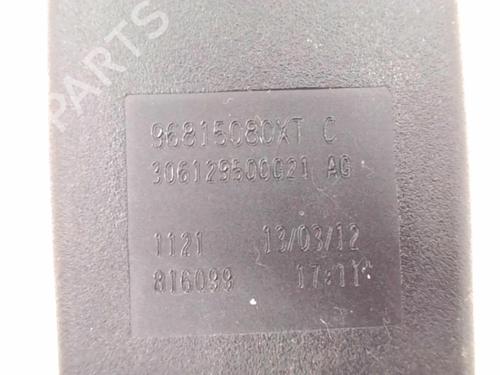 PARTS
96815080XT C
306129500021 AG
1121 13/03/12
816099 17:11